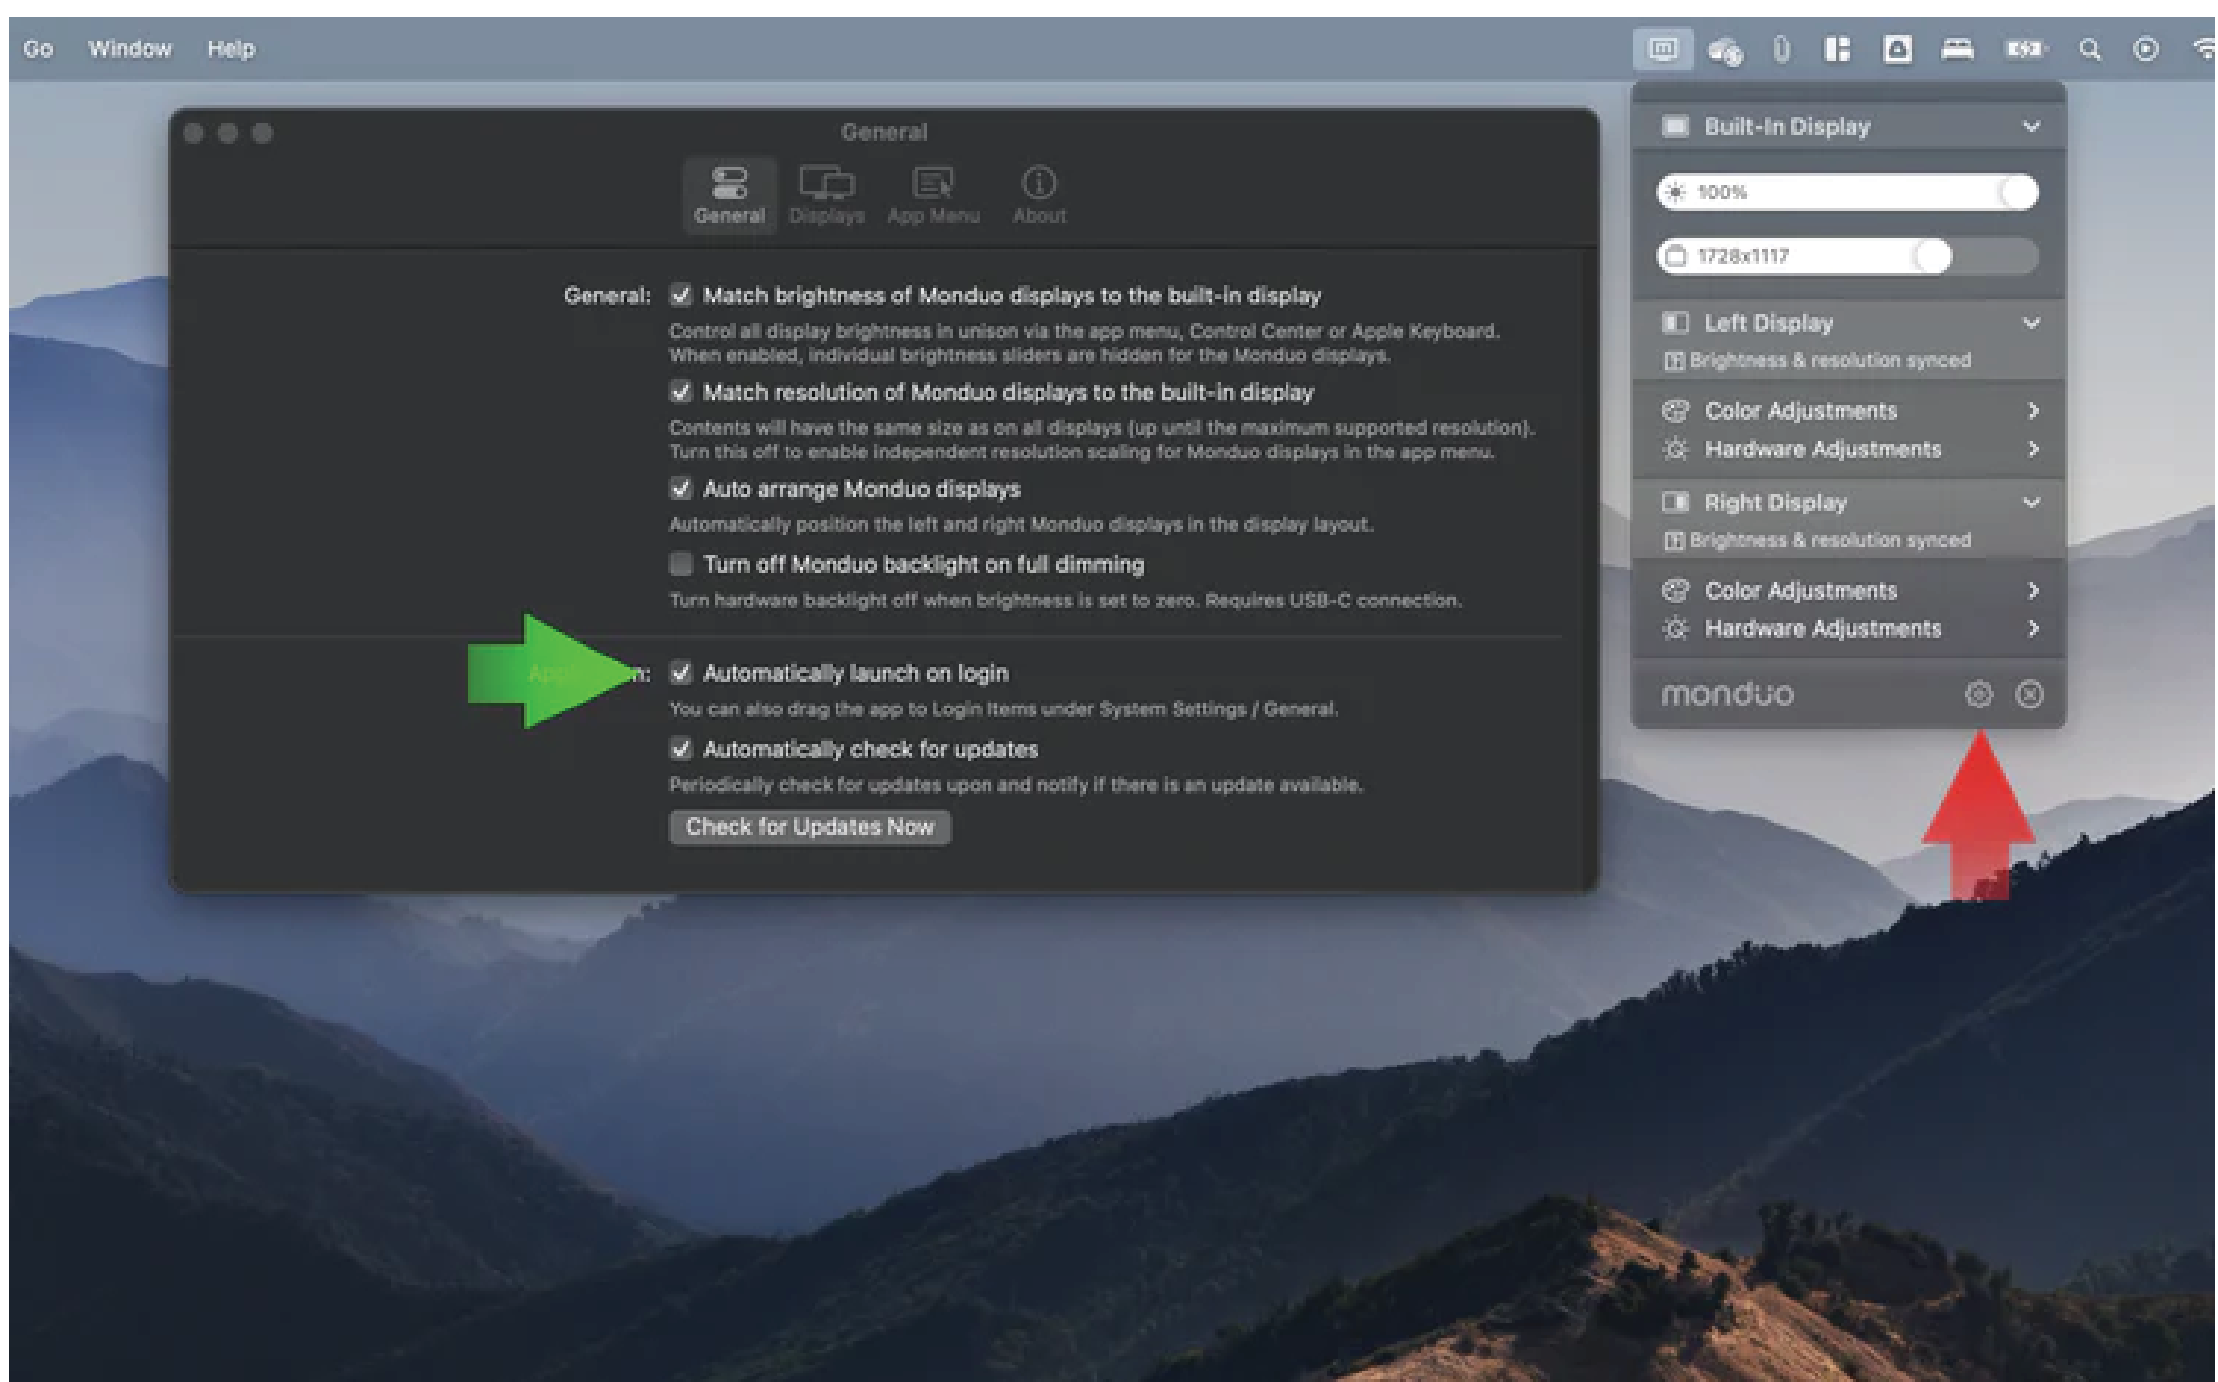 Go Window Help
General
General Displays App Menu About
General: Match brightness of Monduo displays to the built-in display
Control all display brightness in unison via the app menu, Control Center or Apple Keyboard.
When enabled, individual brightness sliders are hidden for the Monduo displays.
Match resolution of Monduo displays to the built-in display
Contents will have the same size as on all displays (up until the maximum supported resolution).
Turn this off to enable independent resolution scaling for Monduo displays in the app menu.
Auto arrange Monduo displays
Automatically position the left and right Monduo displays in the display layout.
Turn off Monduo backlight on full dimming
Turn hardware backlight off when brightness is set to zero. Requires USB-C connection.
Automatically launch on login
You can also drag the app to Login Items under System Settings / General.
Automatically check for updates
Periodically check for updates upon and notify if there is an update available.
Check for Updates Now
Built-In Display
100%
1728x1117
Left Display
Brightness & resolution synced
Color Adjustments
Hardware Adjustments
Right Display
Brightness & resolution synced
Color Adjustments
Hardware Adjustments
monduo